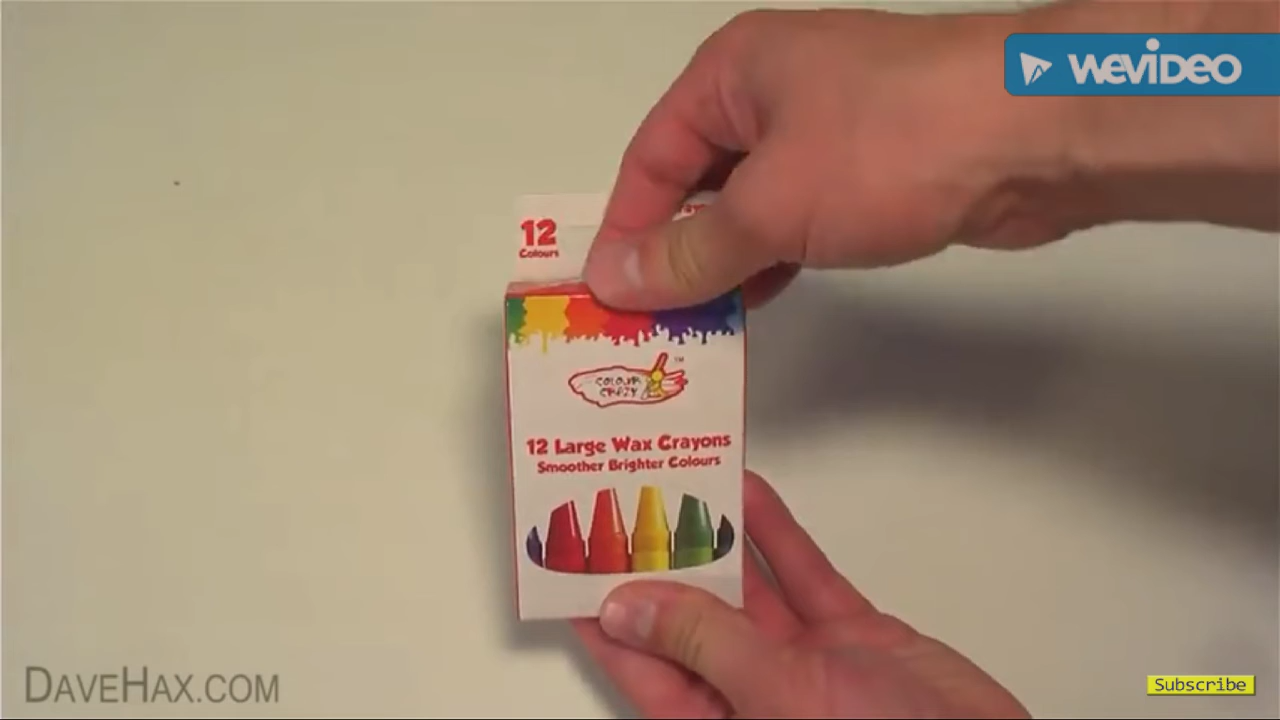 WEVIDEO
12
Colours
COLOUR
CRAZY
TM
12 Large Wax Crayons
Smoother Brighter Colours
DAVEHAX.COM
Subscribe